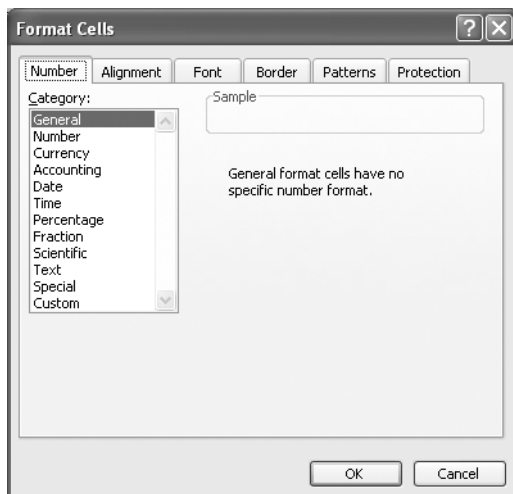 Format Cells
Number Alignment Font Border Patterns Protection
Category:
General
Number
Currency
Accounting
Date
Time
Percentage
Fraction
Scientific
Text
Special
Custom
Sample
General format cells have no
specific number format.
OK Cancel